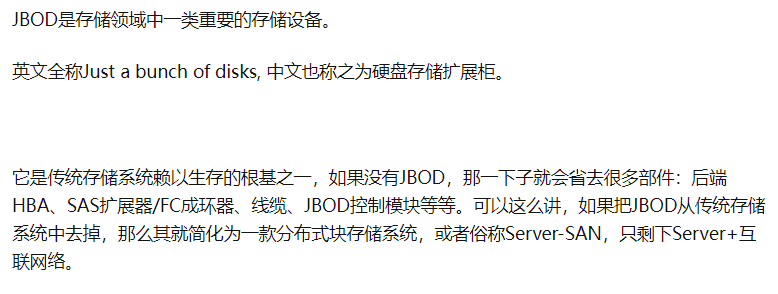 JBOD是存储领域中一类重要的存储设备。
英文全称Just a bunch of disks, 中文也称之为硬盘存储扩展柜。
它是传统存储系统赖以生存的根基之一，如果没有JBOD，那一下子就会省去很多部件：后端
HBA、SAS扩展器/FC成环器、线缆、JBOD控制模块等等。可以这么讲，如果把JBOD从传统存储
系统中去掉，那么其就简化为一款分布式块存储系统，或者俗称Server-SAN，只剩下Server+互
联网络。